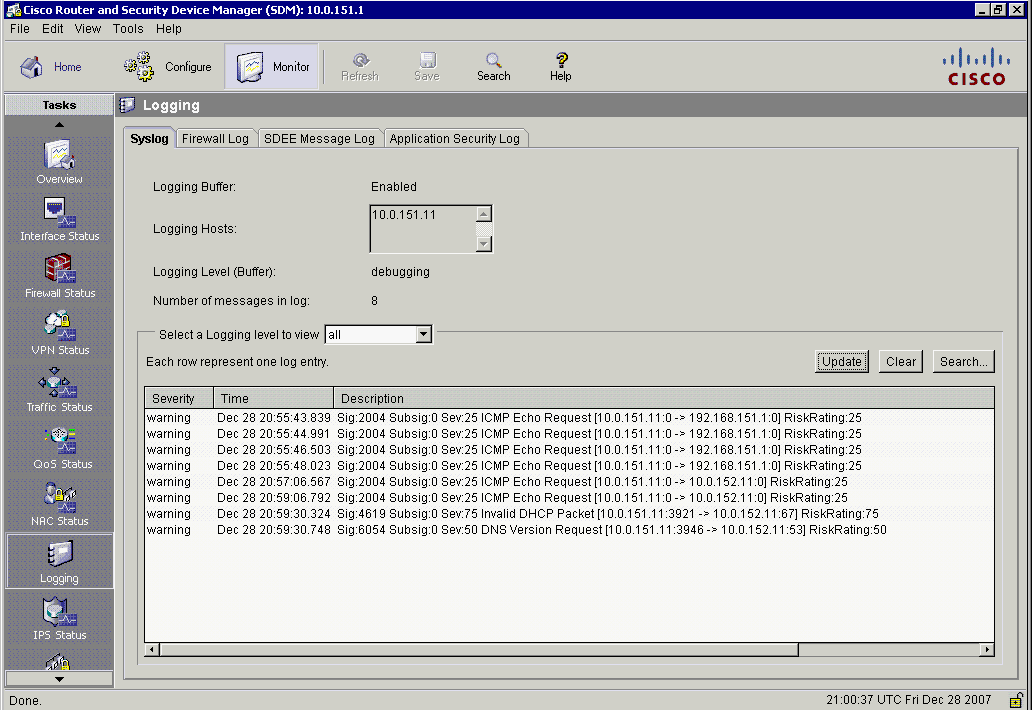 Cisco Router and Security Device Manager (SDM): 10.0.151.1
File Edit View Tools Help
Home Configure Monitor Refresh Save Search Help
CISCO
Tasks
Logging
Overview
Interface Status
Firewall Status
VPN Status
Traffic Status
QoS Status
NAC Status
Logging
IPS Status
Syslog Firewall Log SDEE Message Log Application Security Log
Logging Buffer: Enabled
Logging Hosts: 10.0.151.11
Logging Level (Buffer): debugging
Number of messages in log: 8
Select a Logging level to view all
Each row represent one log entry. Update Clear Search...
Severity Time Description
warning Dec 28 20:55:43.839 Sig:2004 Subsig:0 Sev:25 ICMP Echo Request [10.0.151.11:0 -> 192.168.151.1:0] RiskRating:25
warning Dec 28 20:55:44.991 Sig:2004 Subsig:0 Sev:25 ICMP Echo Request [10.0.151.11:0 -> 192.168.151.1:0] RiskRating:25
warning Dec 28 20:55:46.503 Sig:2004 Subsig:0 Sev:25 ICMP Echo Request [10.0.151.11:0 -> 192.168.151.1:0] RiskRating:25
warning Dec 28 20:55:48.023 Sig:2004 Subsig:0 Sev:25 ICMP Echo Request [10.0.151.11:0 -> 192.168.151.1:0] RiskRating:25
warning Dec 28 20:57:06.567 Sig:2004 Subsig:0 Sev:25 ICMP Echo Request [10.0.151.11:0 -> 10.0.152.11:0] RiskRating:25
warning Dec 28 20:59:06.792 Sig:2004 Subsig:0 Sev:25 ICMP Echo Request [10.0.151.11:0 -> 10.0.152.11:0] RiskRating:25
warning Dec 28 20:59:30.324 Sig:4619 Subsig:0 Sev:75 Invalid DHCP Packet [10.0.151.11:3921 -> 10.0.152.11:67] RiskRating:75
warning Dec 28 20:59:30.748 Sig:6054 Subsig:0 Sev:50 DNS Version Request [10.0.151.11:3946 -> 10.0.152.11:53] RiskRating:50
Done. 21:00:37 UTC Fri Dec 28 2007